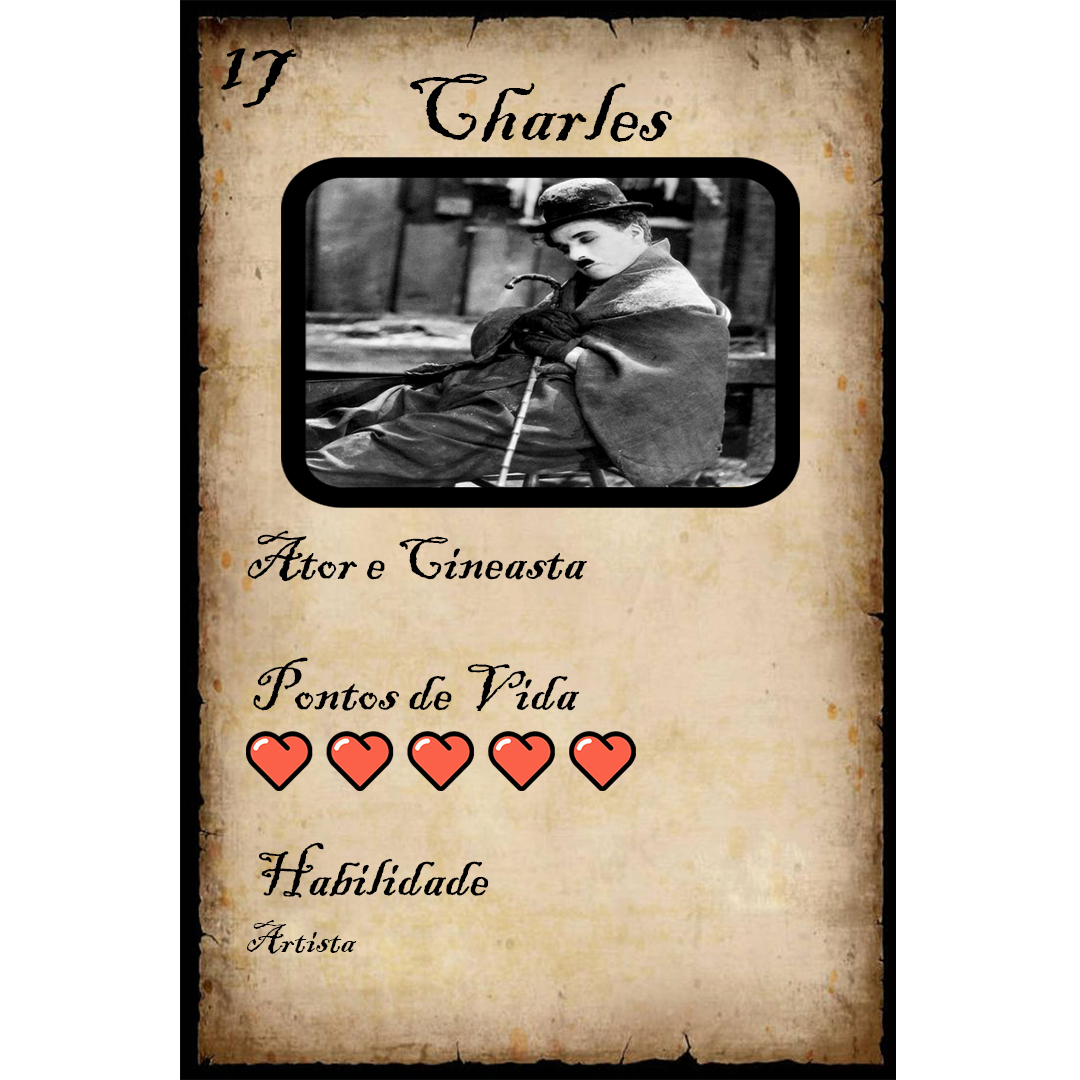 17
Charles
Ator e Cineasta
Pontos de Vida
Habilidade
Artista